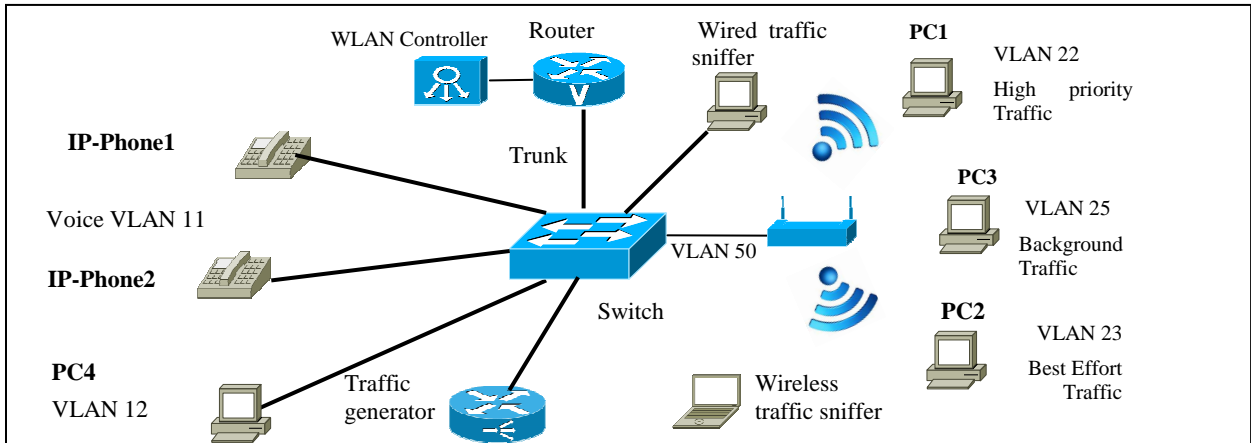 WLAN Controller
Router
Wired traffic
sniffer
PC1
VLAN 22
High priority
Traffic
IP-Phone1
Trunk
V
PC3
VLAN 25
Background
Traffic
Voice VLAN 11
VLAN 50
IP-Phone2
Switch
PC2
VLAN 23
Best Effort
Traffic
PC4
VLAN 12
Traffic
generator
Wireless
traffic sniffer